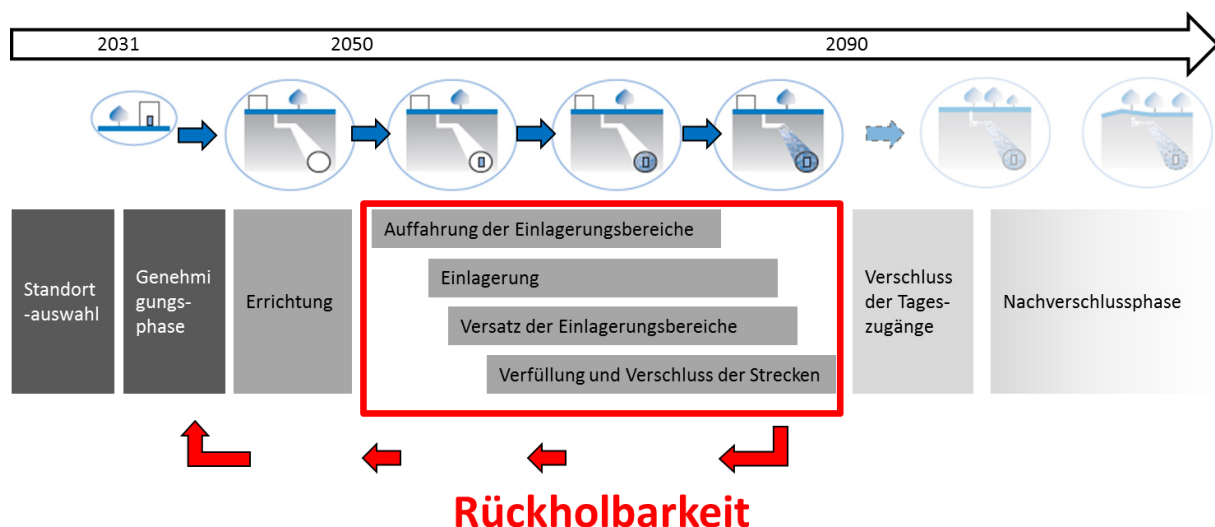 2031
2050
2090
Standort
-auswahl
Genehmi
gungs-
phase
Errichtung
Auffahrung der Einlagerungsbereiche
Einlagerung
Versatz der Einlagerungsbereiche
Verfüllung und Verschluss der Strecken
Verschluss
der Tages-
zugänge
Nachverschlussphase
Rückholbarkeit